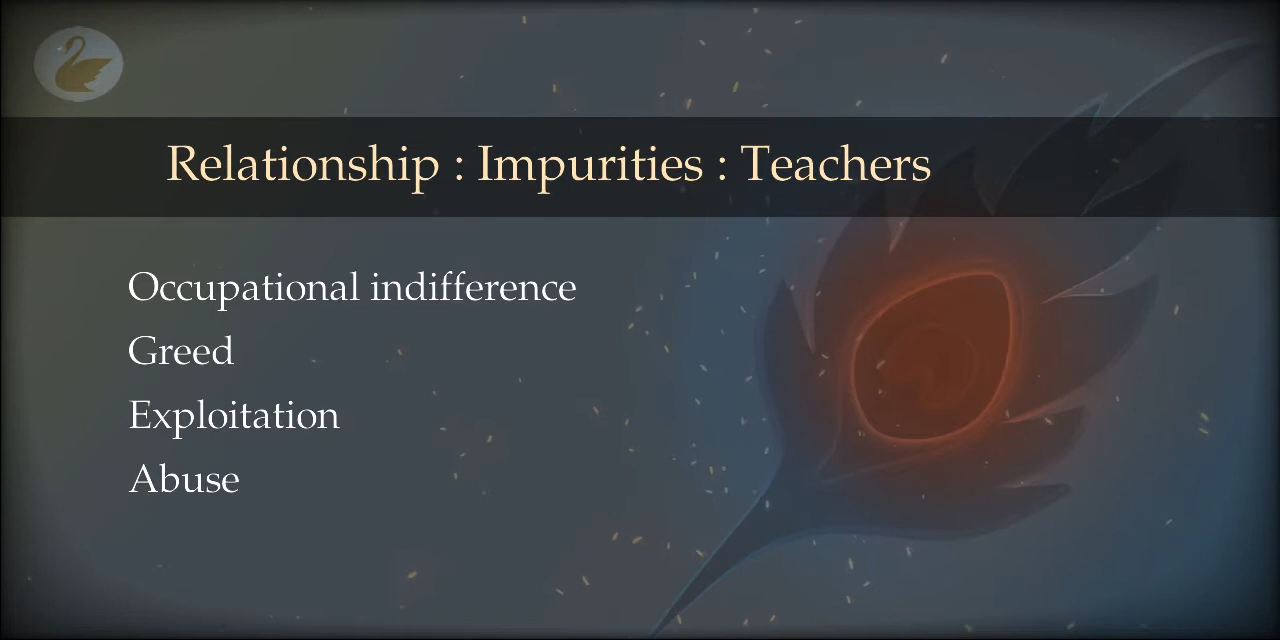 Relationship : Impurities : Teachers
Occupational indifference
Greed
Exploitation
Abuse